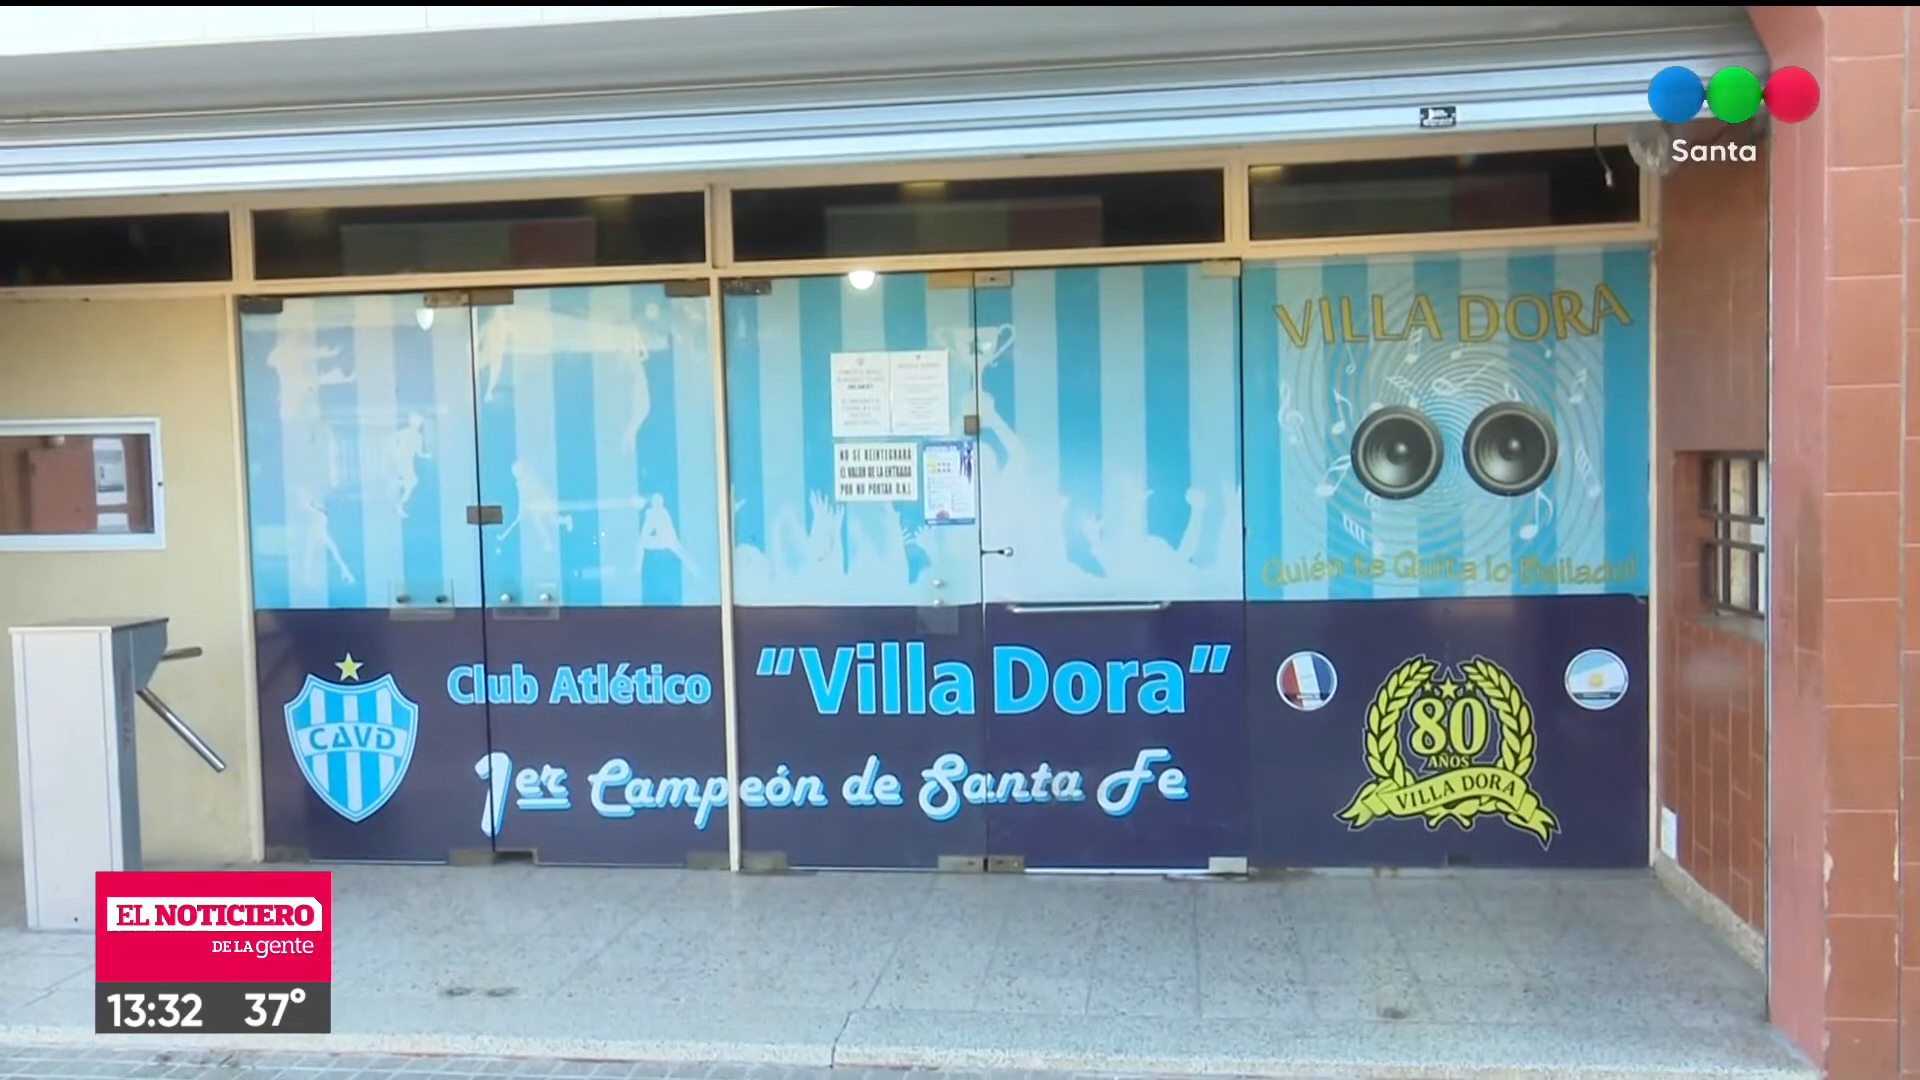 Santa
VILLA DORA
NO SE REINTEGRARÁ
EL VALOR DE LA ENTRADA
POR NO PORTAR D.N.I.
Quién te Quita lo Bailado!
Club Atlético "Villa Dora"
CAVD
1er Campeón de Santa Fe
80
AÑOS
VILLA DORA
EL NOTICIERO
DE LA gente
13:32 37°